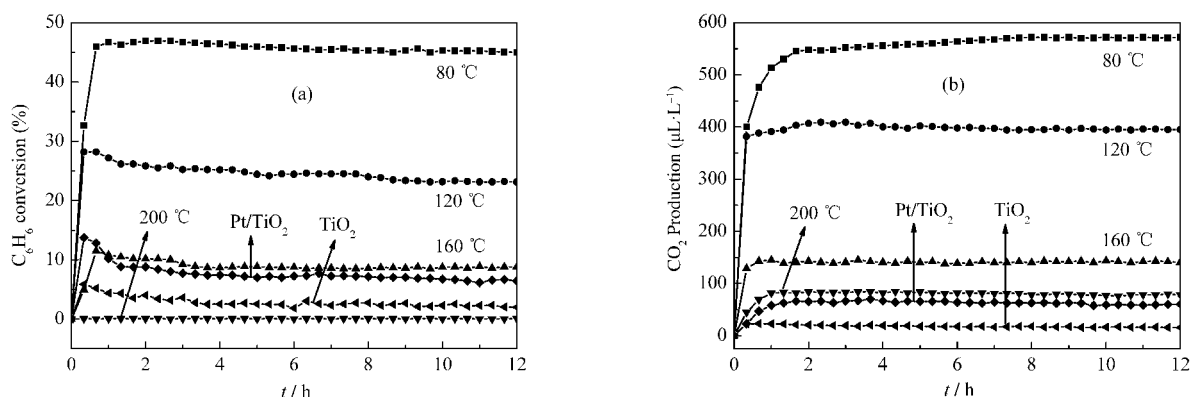 50
40
30
20
10
0
C₆H₆ conversion (%)
80 ℃
(a)
120 ℃
200 ℃
Pt/TiO₂
TiO₂
160 ℃
0 2 4 6 8 10 12
t / h
600
500
400
300
200
100
0
CO₂ Production (μL·L⁻¹)
80 ℃
(b)
120 ℃
200 ℃
Pt/TiO₂
TiO₂
160 ℃
0 2 4 6 8 10 12
t / h